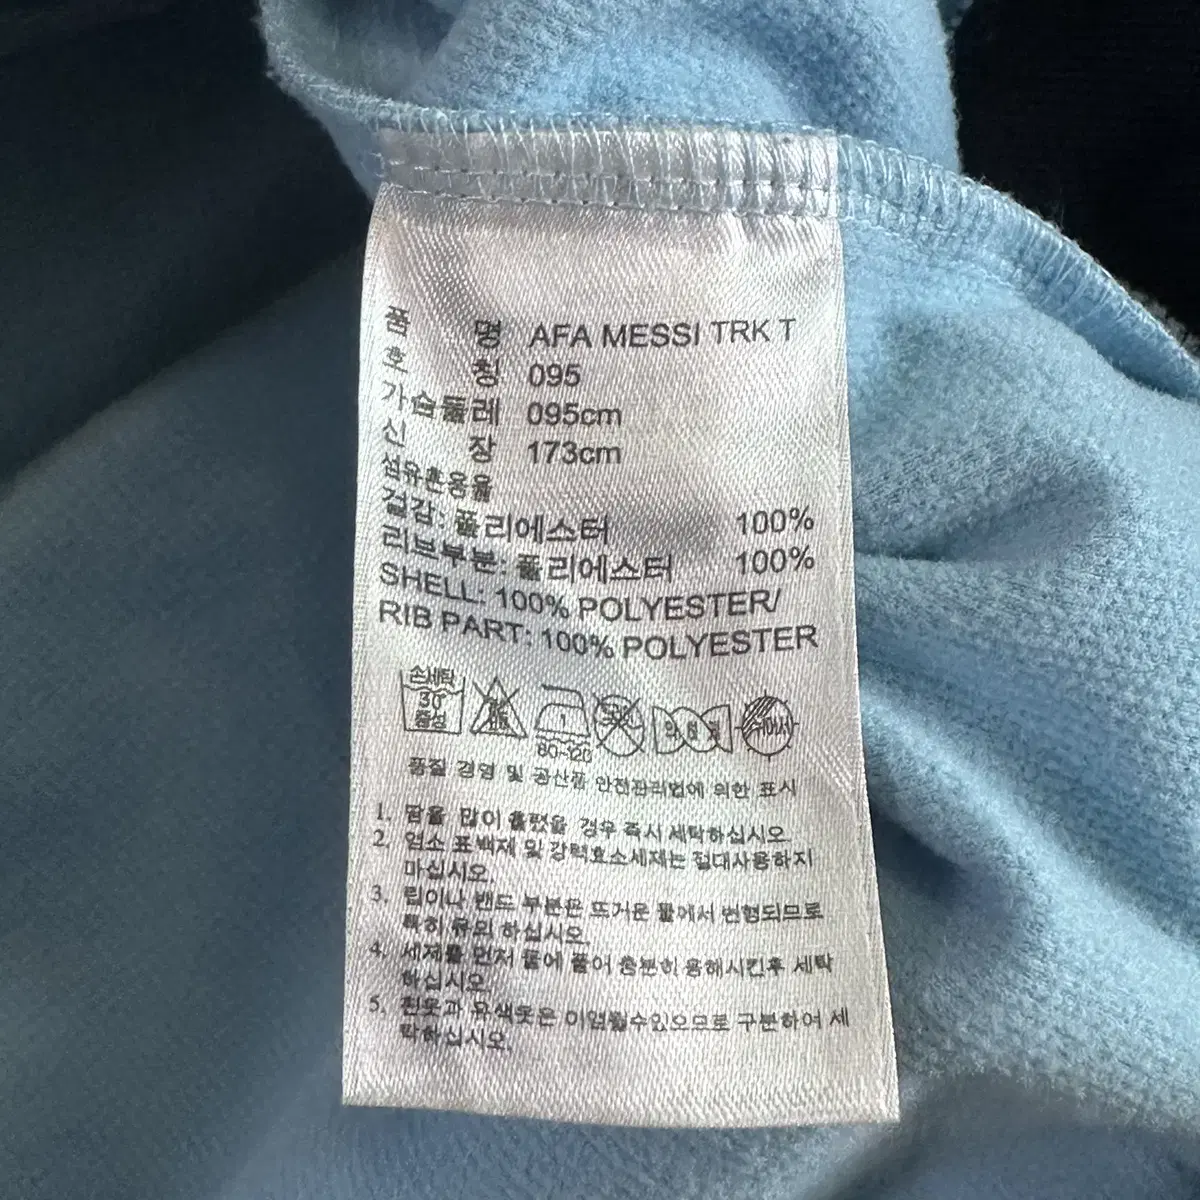 품 명 AFA MESSI TRK T
호 칭 095
가슴둘레 095cm
신 장 173cm
섬유혼용율
겉감: 폴리에스터 100%
리브부분: 폴리에스터 100%
SHELL: 100% POLYESTER/
RIB PART: 100% POLYESTER
손세탁
30°
중성
1
80-120
품질 경영 및 공산품 안전관리법에 의한 표시
1. 땀을 많이 흘렸을 경우 즉시 세탁하십시오
2. 염소 표백제 및 강력효소세제는 절대사용하지
마십시오.
3. 립이나 밴드 부분은 뜨거운 물에서 변형되므로
특히 유의 하십시오.
4. 세제를 먼저 물에 풀어 충분히 용해시킨후 세탁
하십시오.
5. 흰옷과 유색옷은 이염될수있으므로 구분하여 세
탁하십시오.